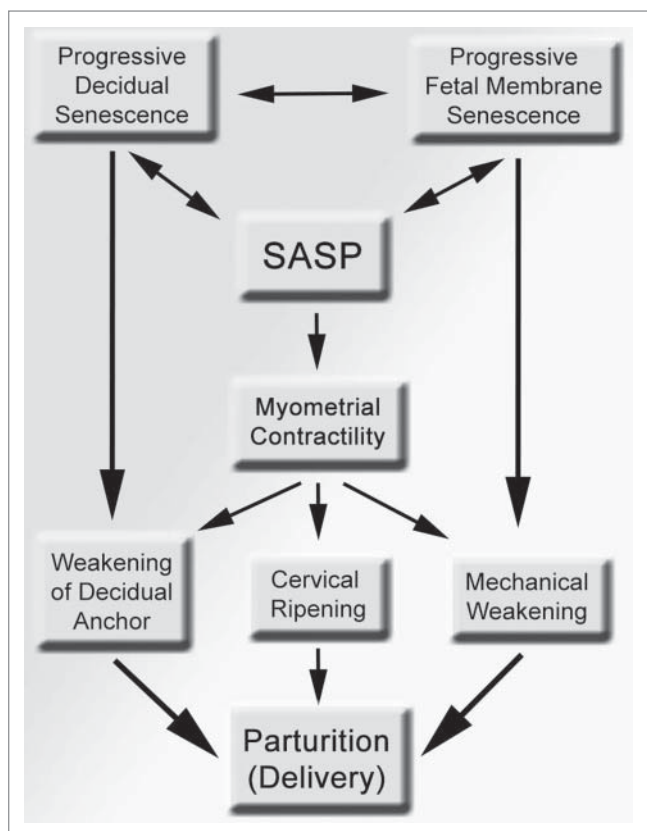 Progressive
Decidual
Senescence
Progressive
Fetal Membrane
Senescence
SASP
Myometrial
Contractility
Weakening
of Decidual
Anchor
Cervical
Ripening
Mechanical
Weakening
Parturition
(Delivery)